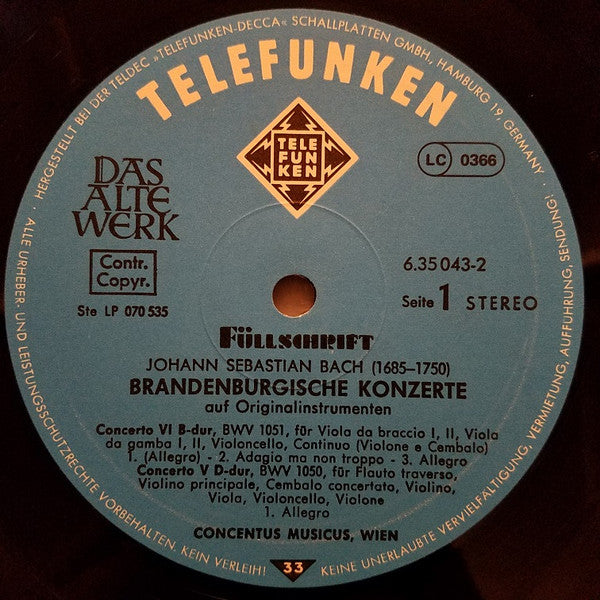 HERGESTELLT BEI DER TELDEC »TELEFUNKEN-DECCA« SCHALLPLATTEN GMBH, HAMBURG 19, GERMANY ·
TELEFUNKEN
TELE
FUN
KEN
DAS
ALTE
WERK
LC 0366
Contr.
Copyr.
6.35043-2
Ste LP 070 535
Seite 1 STEREO
FÜLLSCHRIFT
JOHANN SEBASTIAN BACH (1685–1750)
BRANDENBURGISCHE KONZERTE
auf Originalinstrumenten
Concerto VI B-dur, BWV 1051, für Viola da braccio I, II, Viola
da gamba I, II, Violoncello, Continuo (Violone e Cembalo)
1. (Allegro) - 2. Adagio ma non troppo - 3. Allegro
Concerto V D-dur, BWV 1050, für Flauto traverso,
Violino principale, Cembalo concertato, Violino,
Viola, Violoncello, Violone
1. Allegro
CONCENTUS MUSICUS, WIEN
33
· ALLE URHEBER- UND LEISTUNGSSCHUTZRECHTE VORBEHALTEN. KEIN VERLEIH! KEINE UNERLAUBTE VERVIELFÄLTIGUNG, VERMIETUNG, AUFFÜHRUNG, SENDUNG!